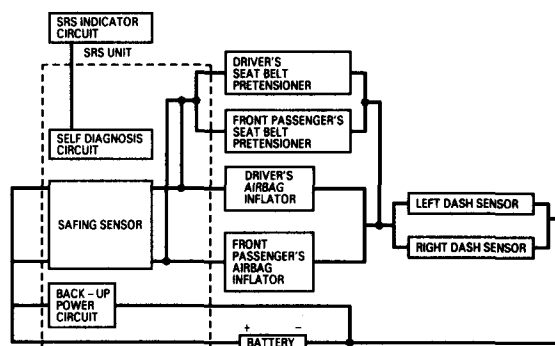 SRS INDICATOR
CIRCUIT
SRS UNIT
DRIVER'S
SEAT BELT
PRETENSIONER
SELF DIAGNOSIS
CIRCUIT
FRONT PASSENGER'S
SEAT BELT
PRETENSIONER
SAFING SENSOR
DRIVER'S
AIRBAG
INFLATOR
FRONT
PASSENGER'S
AIRBAG
INFLATOR
LEFT DASH SENSOR
RIGHT DASH SENSOR
BACK – UP
POWER
CIRCUIT
+ –
BATTERY